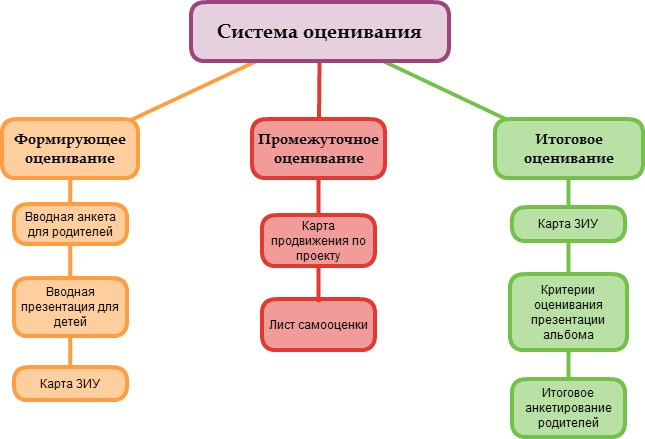 Система оценивания
Формирующее
оценивание
Вводная анкета
для родителей
Вводная
презентация для
детей
Карта ЗИУ
Промежуточное
оценивание
Карта
продвижения по
проекту
Лист самооценки
Итоговое
оценивание
Карта ЗИУ
Критерии
оценивания
презентации
альбома
Итоговое
анкетирование
родителей